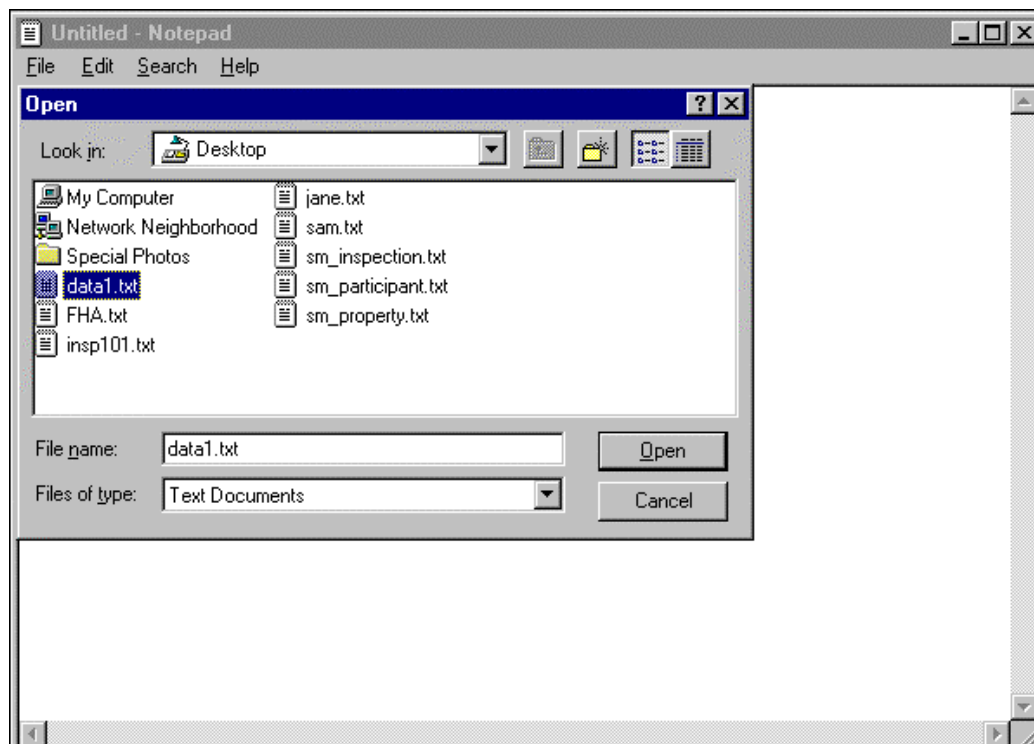 Untitled - Notepad
File Edit Search Help
Open
Look in: Desktop
My Computer
Network Neighborhood
Special Photos
data1.txt
FHA.txt
insp101.txt
jane.txt
sam.txt
sm_inspection.txt
sm_participant.txt
sm_property.txt
File name: data1.txt Open
Files of type: Text Documents Cancel